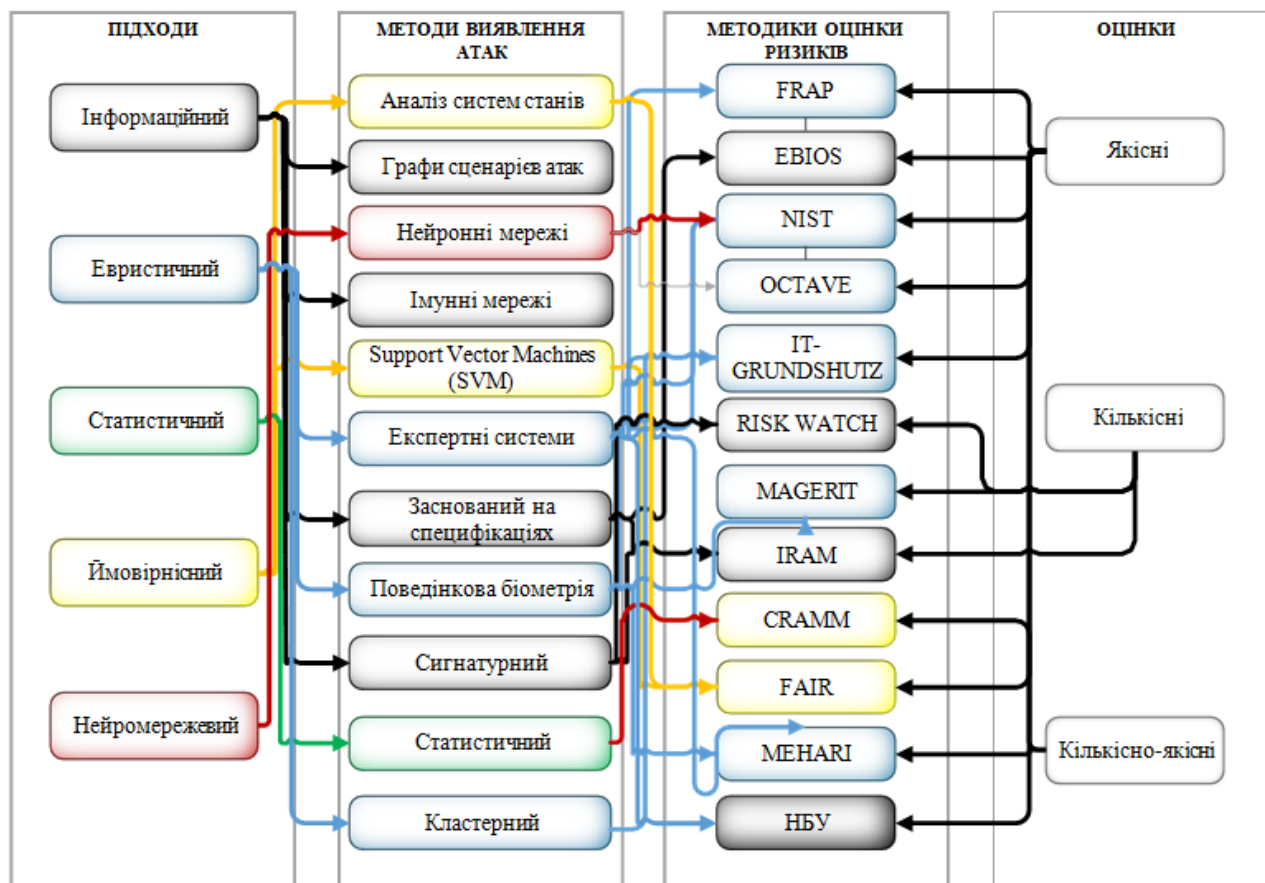 ПІДХОДИ
Інформаційний
Евристичний
Статистичний
Ймовірнісний
Нейромережевий
МЕТОДИ ВИЯВЛЕННЯ
АТАК
Аналіз систем станів
Графи сценаріїв атак
Нейронні мережі
Імунні мережі
Support Vector Machines
(SVM)
Експертні системи
Заснований на
специфікаціях
Поведінкова біометрія
Сигнатурний
Статистичний
Кластерний
МЕТОДИКИ ОЦІНКИ
РИЗИКІВ
FRAP
EBIOS
NIST
OCTAVE
IT-
GRUNDSHUTZ
RISK WATCH
MAGERIT
IRAM
CRAMM
FAIR
MEHARI
НБУ
ОЦІНКИ
Якісні
Кількісні
Кількісно-якісні